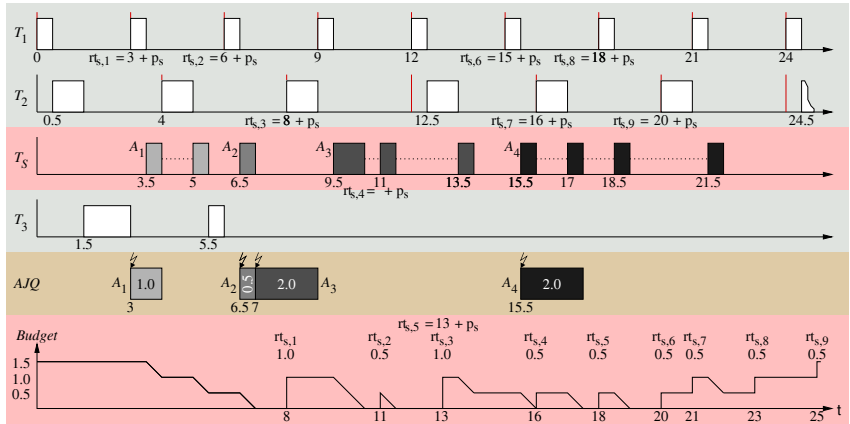 T1
0
rts,1 = 3 + ps
rts,2 = 6 + ps
9
12
rts,6 = 15 + ps
rts,8 = 18 + ps
21
24
T2
0.5
4
rts,3 = 8 + ps
12.5
rts,7 = 16 + ps
rts,9 = 20 + ps
24.5
TS
A1
A2
A3
A4
3.5
5
6.5
9.5
11
13.5
15.5
17
18.5
21.5
rts,4 = + ps
T3
1.5
5.5
AJQ
A1
1.0
A2
0.5
2.0
A3
A4
2.0
3
6.5
7
15.5
rts,5 = 13 + ps
Budget
rts,1
rts,2
rts,3
rts,4
rts,5
rts,6
rts,7
rts,8
rts,9
1.0
0.5
1.0
0.5
0.5
0.5
0.5
0.5
0.5
1.5
1.0
0.5
t
8
11
13
16
18
20
21
23
25